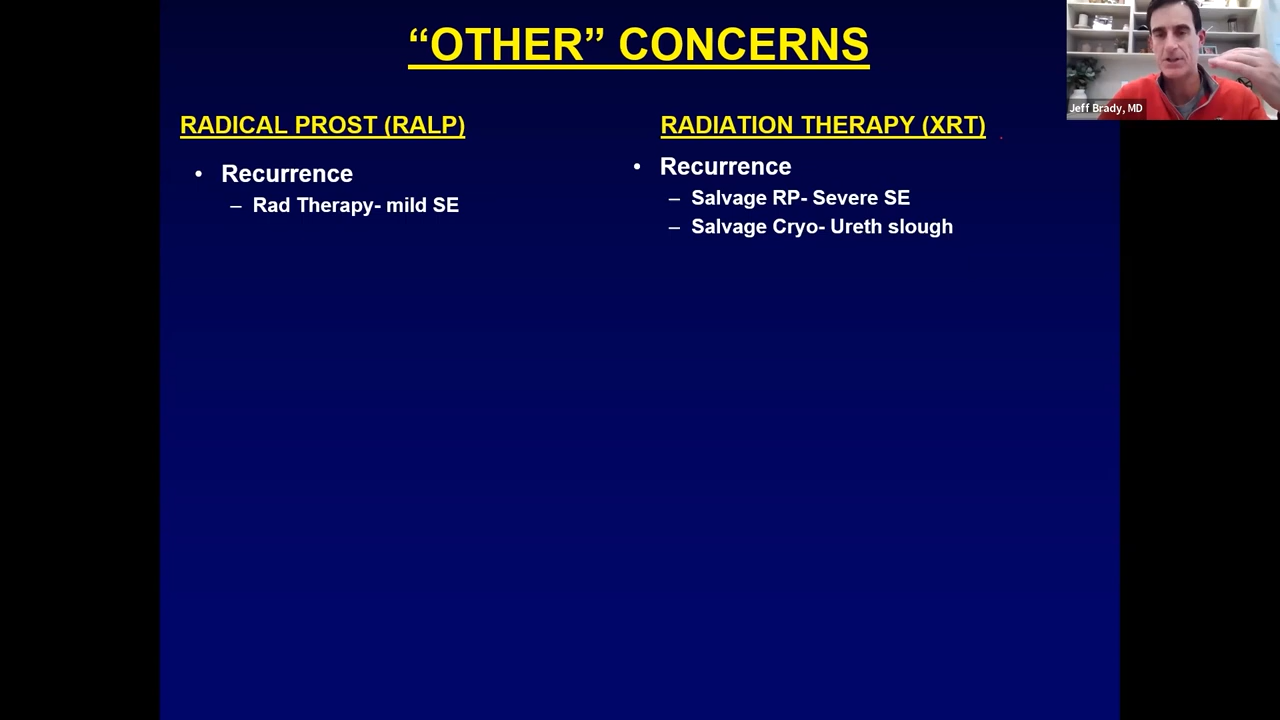 “OTHER” CONCERNS
Jeff Brady, MD
RADICAL PROST (RALP)
• Recurrence
– Rad Therapy- mild SE
RADIATION THERAPY (XRT)
• Recurrence
– Salvage RP- Severe SE
– Salvage Cryo- Ureth slough